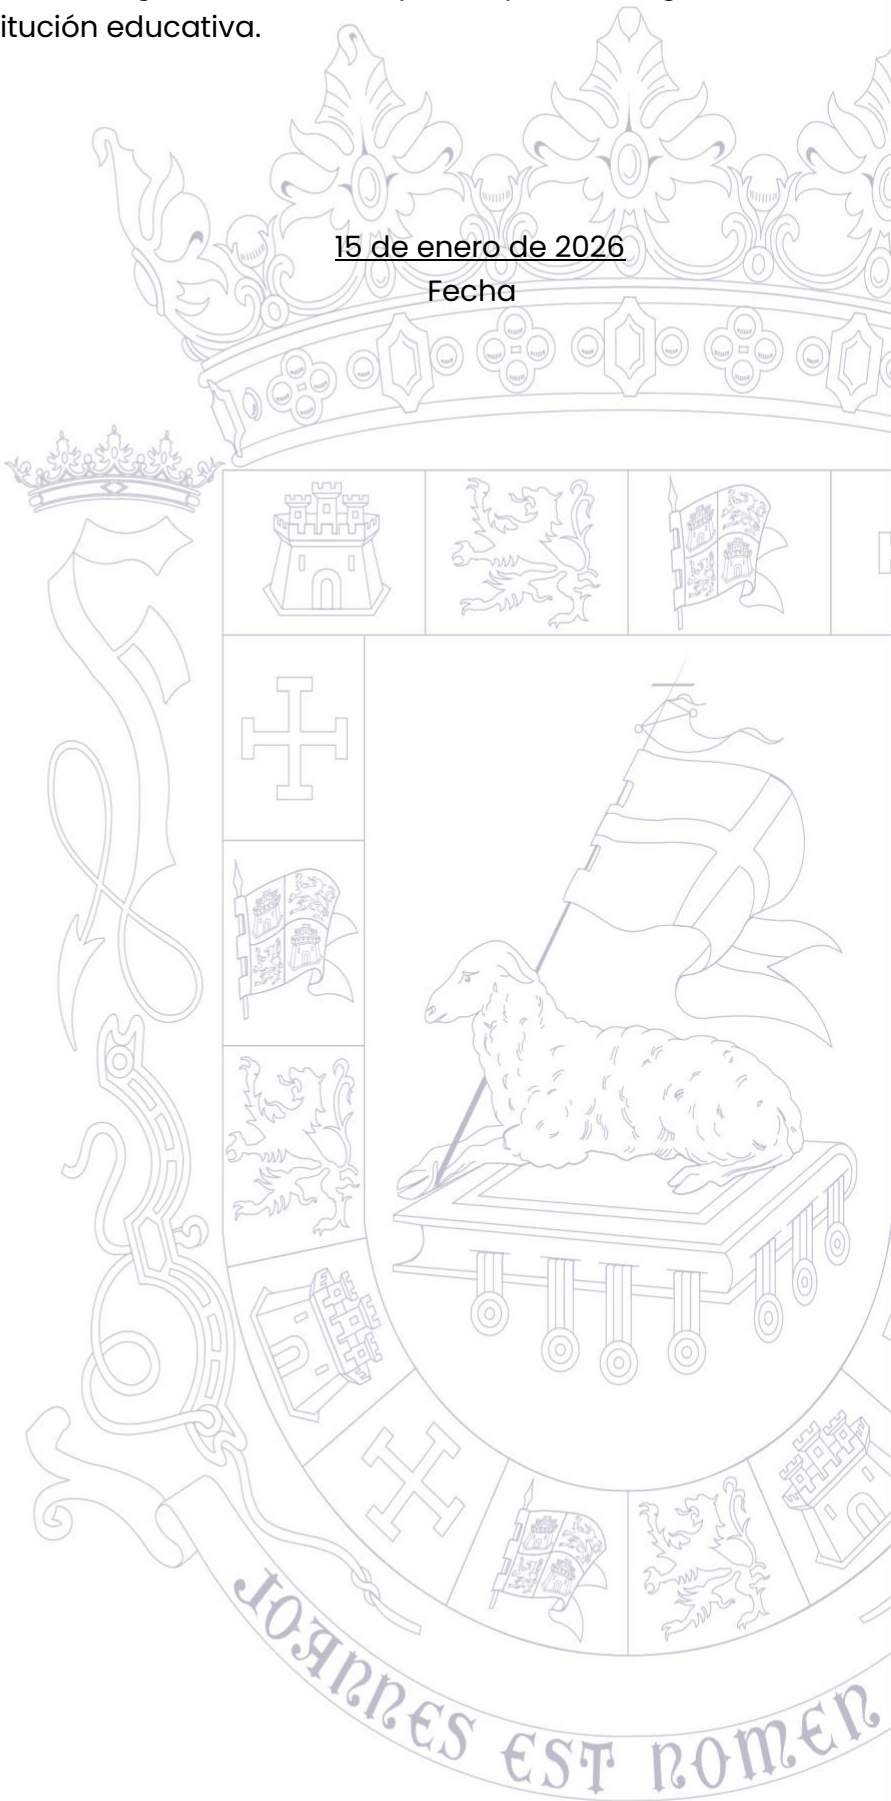 itución educativa.
15 de enero de 2026
Fecha
JOANNES EST NOMEN